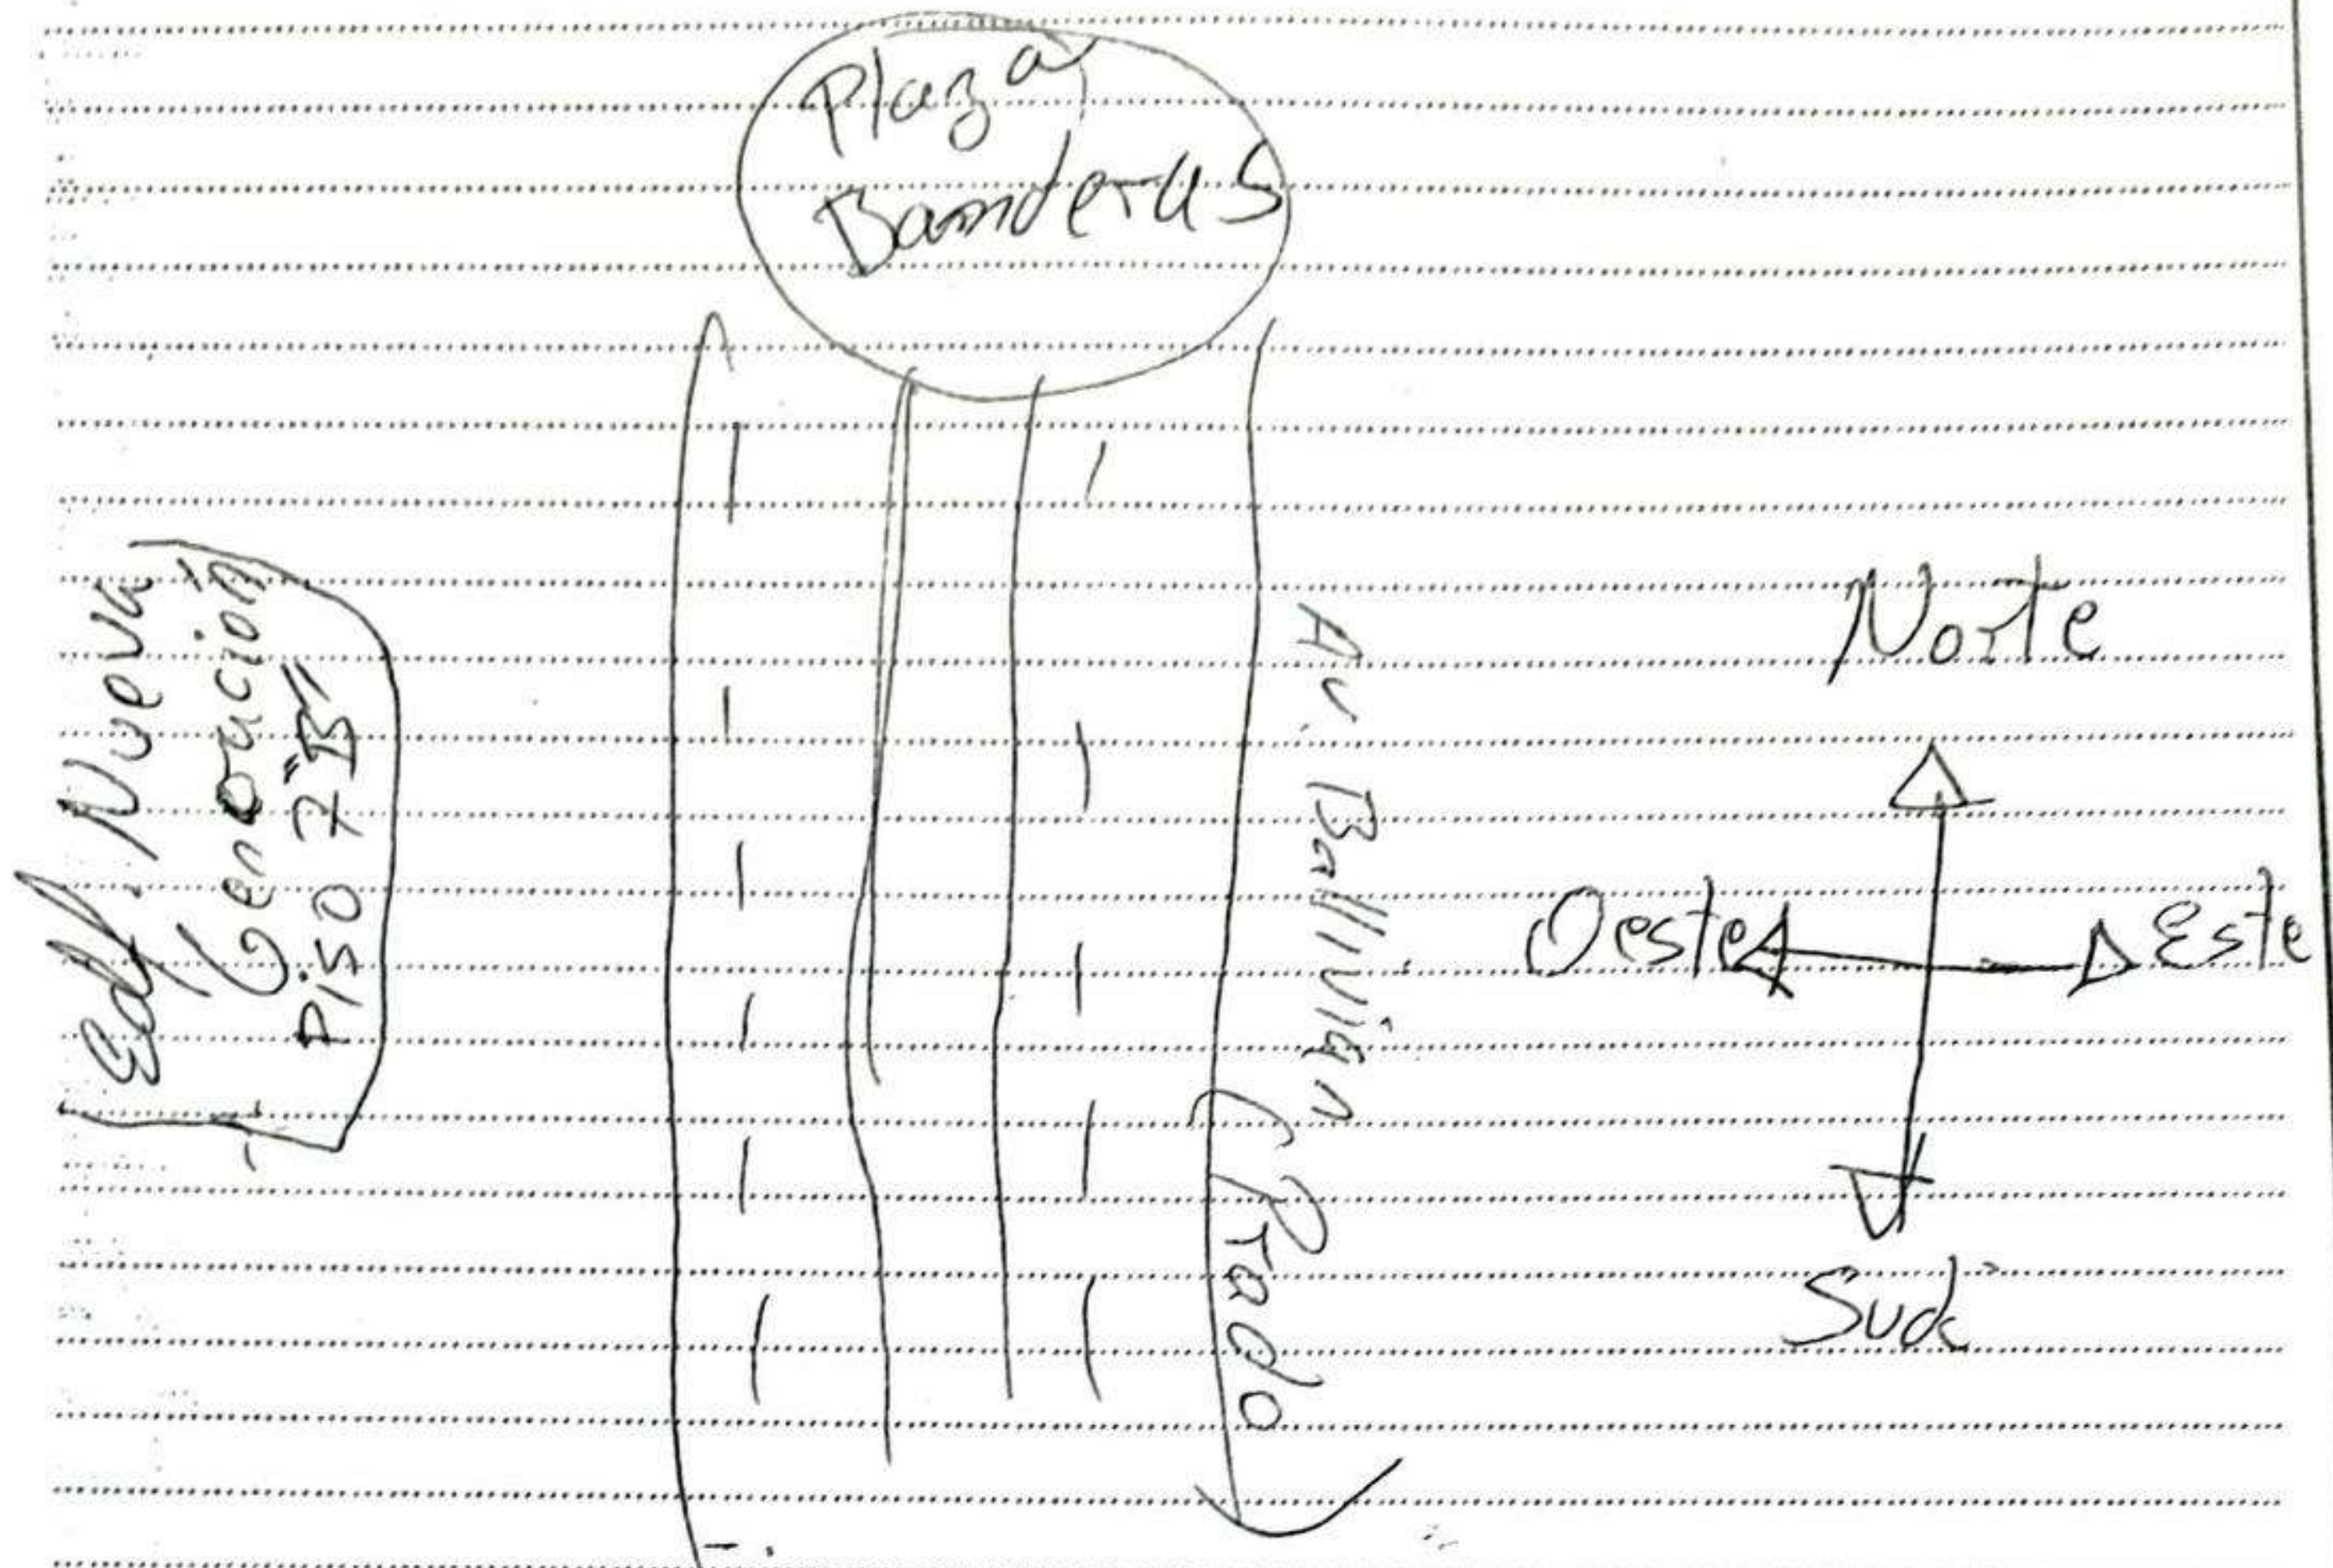 Plaza
Banderas
Edf. Nueva
Generación
Piso 7 "B"
Av. Ballivián
(Prado
Norte
Oeste
Este
Sud